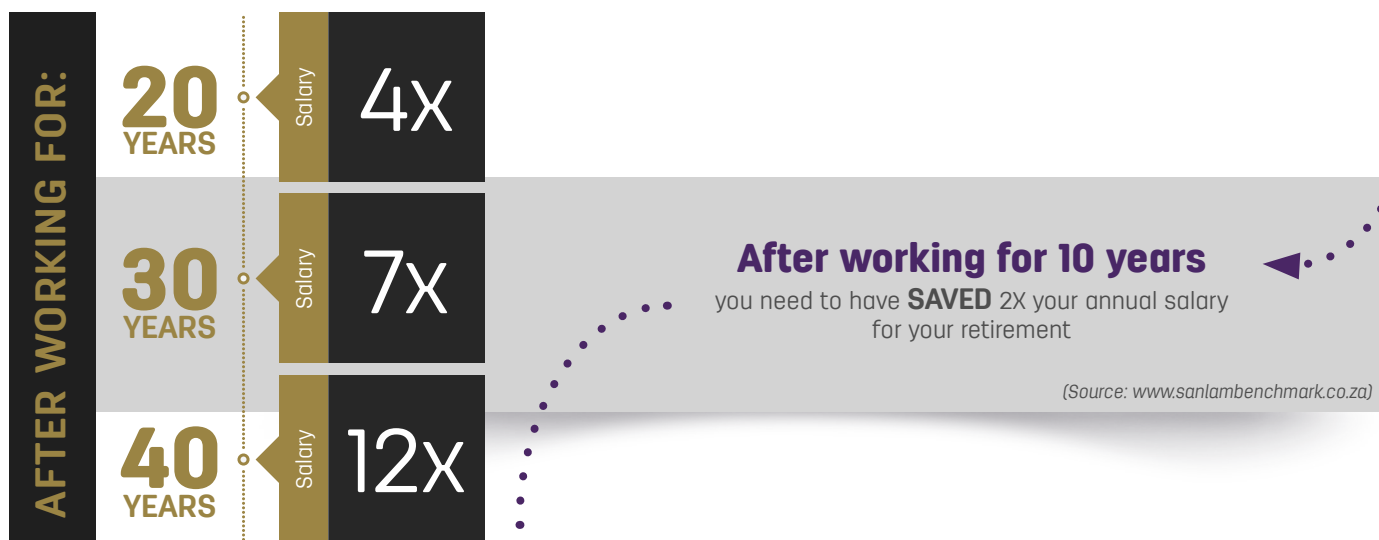 AFTER WORKING FOR:
20
YEARS
Salary
4x
30
YEARS
Salary
7x
40
YEARS
Salary
12x
After working for 10 years
you need to have SAVED 2X your annual salary
for your retirement
(Source: www.sanlambenchmark.co.za)